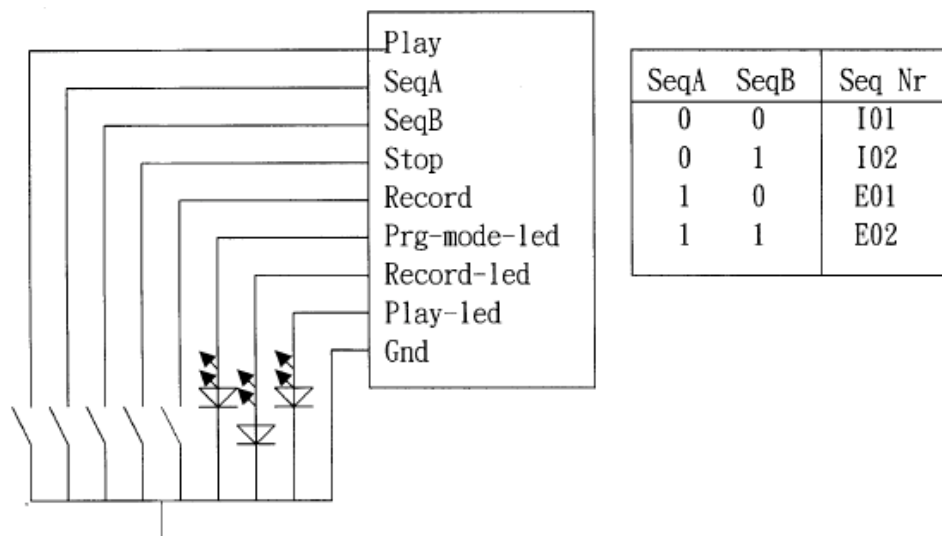 Play
SeqA
SeqB
Stop
Record
Prg-mode-led
Record-led
Play-led
Gnd
SeqA SeqB Seq Nr
0 0 I01
0 1 I02
1 0 E01
1 1 E02